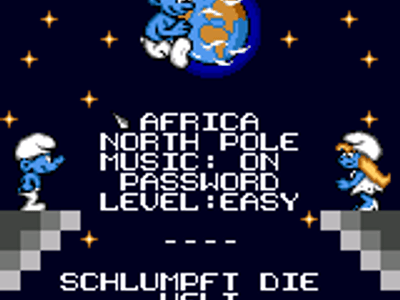 AFRICA
NORTH POLE
MUSIC: ON
PASSWORD
LEVEL:EASY
----
SCHLUMPFT DIE